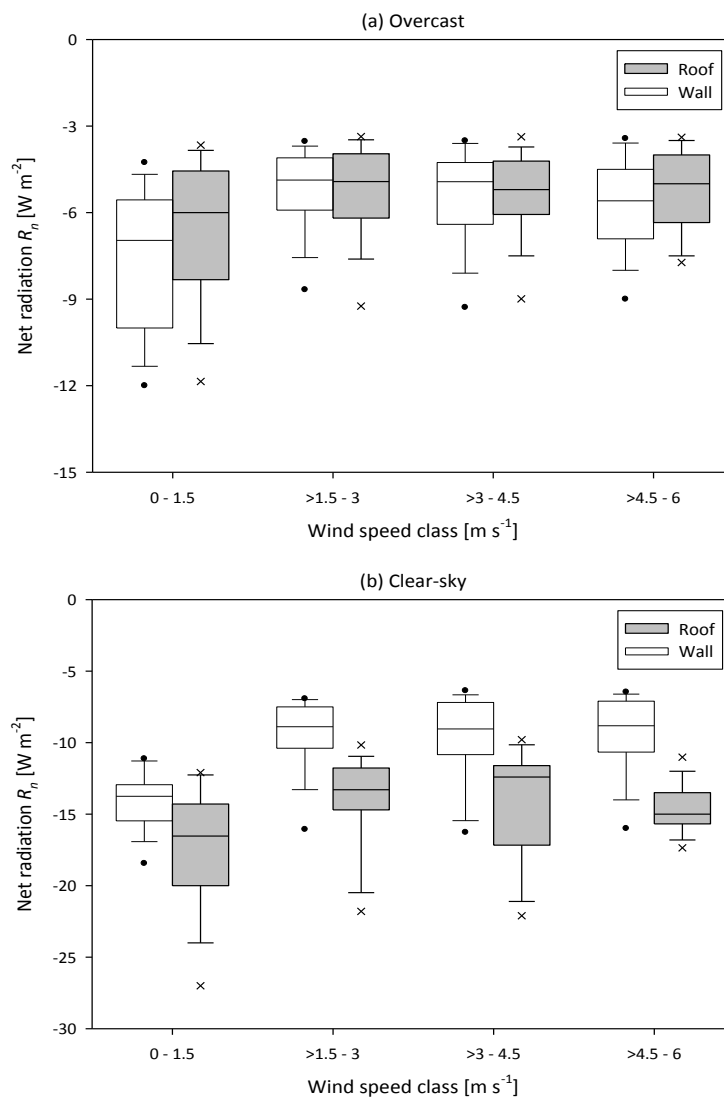 (a) Overcast
0
-3
-6
-9
-12
-15
Net radiation Rn [W m⁻²]
Roof
Wall
0 - 1.5
>1.5 - 3
>3 - 4.5
>4.5 - 6
Wind speed class [m s⁻¹]
(b) Clear-sky
0
-5
-10
-15
-20
-25
-30
Net radiation Rn [W m⁻²]
Roof
Wall
0 - 1.5
>1.5 - 3
>3 - 4.5
>4.5 - 6
Wind speed class [m s⁻¹]